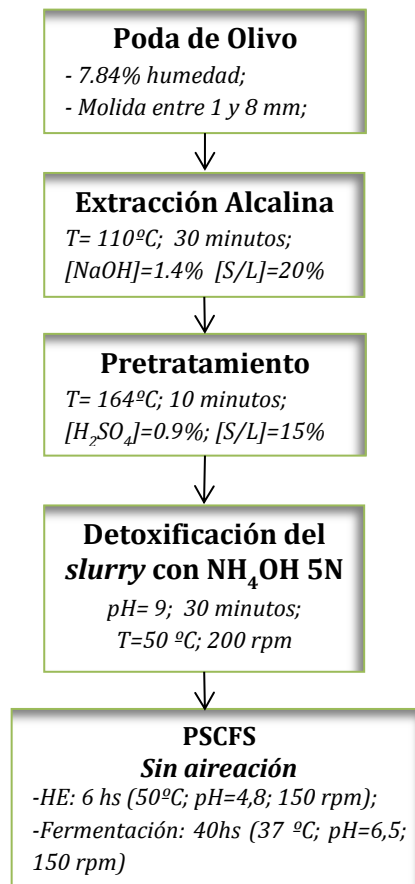 Poda de Olivo
- 7.84% humedad;
- Molida entre 1 y 8 mm;
Extracción Alcalina
T= 110ºC; 30 minutos;
[NaOH]=1.4% [S/L]=20%
Pretratamiento
T= 164ºC; 10 minutos;
[H₂SO₄]=0.9%; [S/L]=15%
Detoxificación del
slurry con NH₄OH 5N
pH= 9; 30 minutos;
T=50 ºC; 200 rpm
PSCFS
Sin aireación
-HE: 6 hs (50ºC; pH=4,8; 150 rpm);
-Fermentación: 40hs (37 ºC; pH=6,5;
150 rpm)